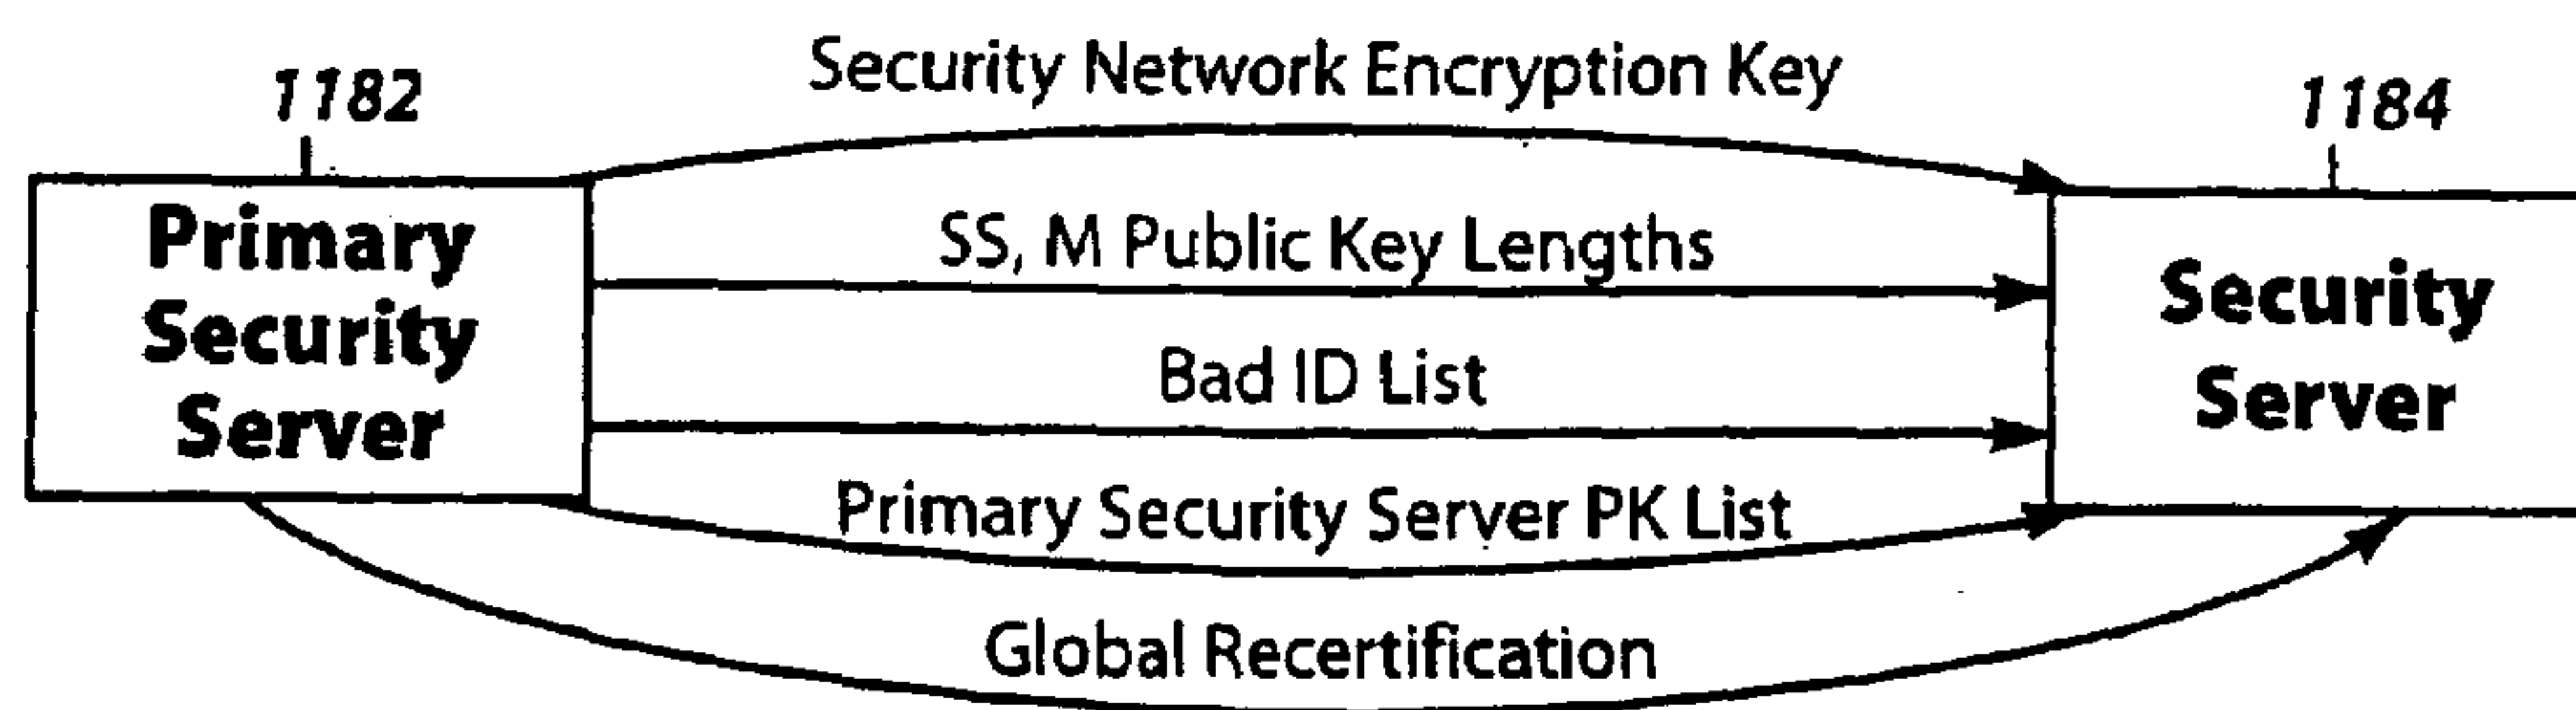 Security Network Encryption Key
1182
1184
SS, M Public Key Lengths
Primary
Security
Server
Security
Server
Bad ID List
Primary Security Server PK List
Global Recertification